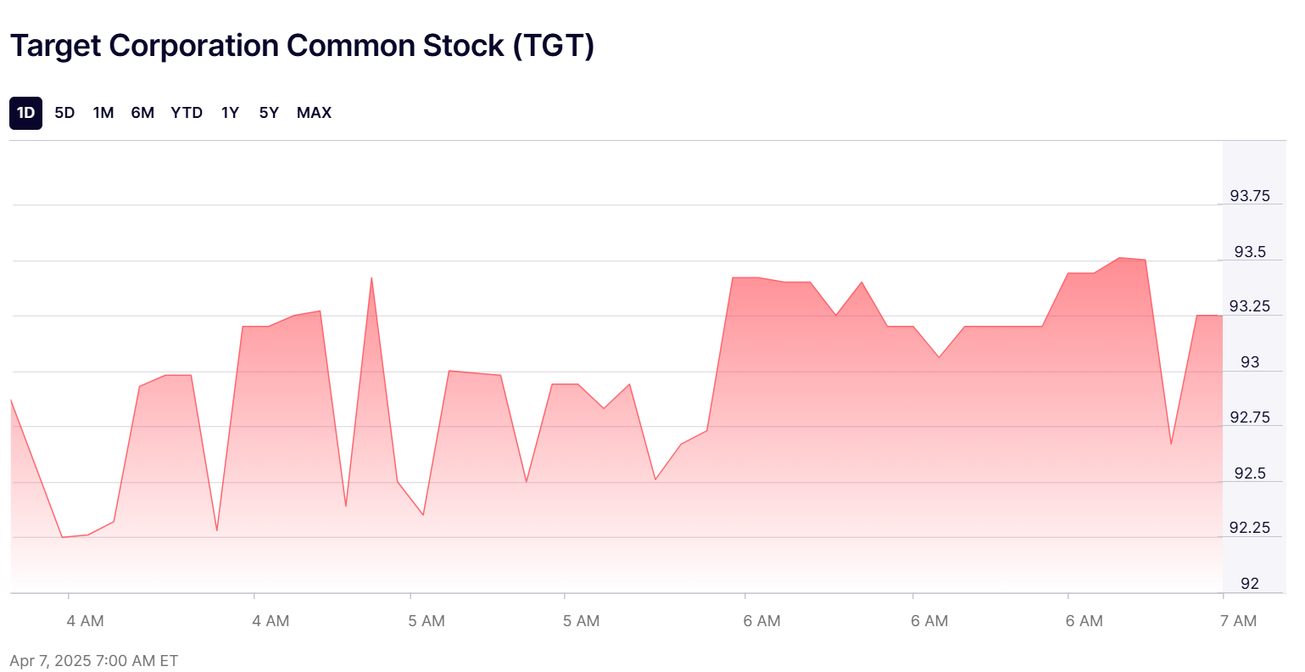 Target Corporation Common Stock (TGT)
1D 5D 1M 6M YTD 1Y 5Y MAX
93.75
93.5
93.25
93
92.75
92.5
92.25
92
4 AM 4 AM 5 AM 5 AM 6 AM 6 AM 6 AM 7 AM
Apr 7, 2025 7:00 AM ET